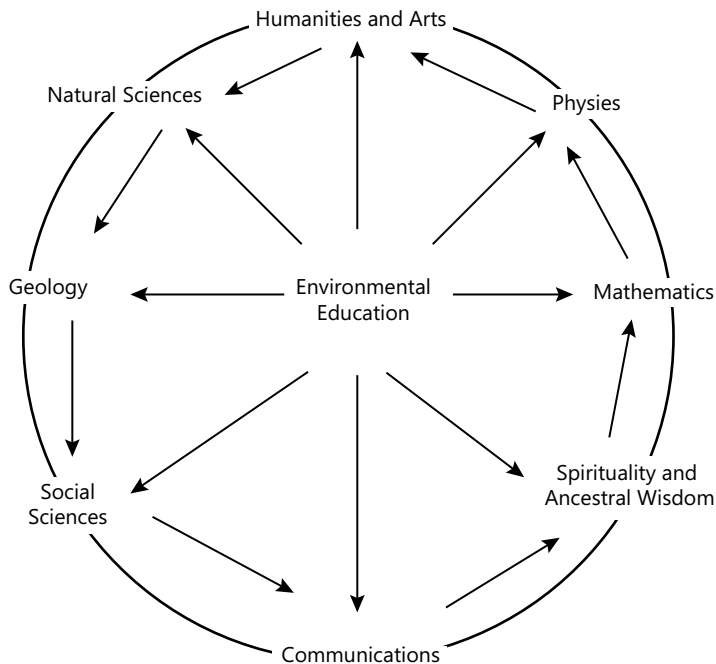 Humanities and Arts
Natural Sciences
Physies
Geology
Environmental
Education
Mathematics
Social
Sciences
Spirituality and
Ancestral Wisdom
Communications